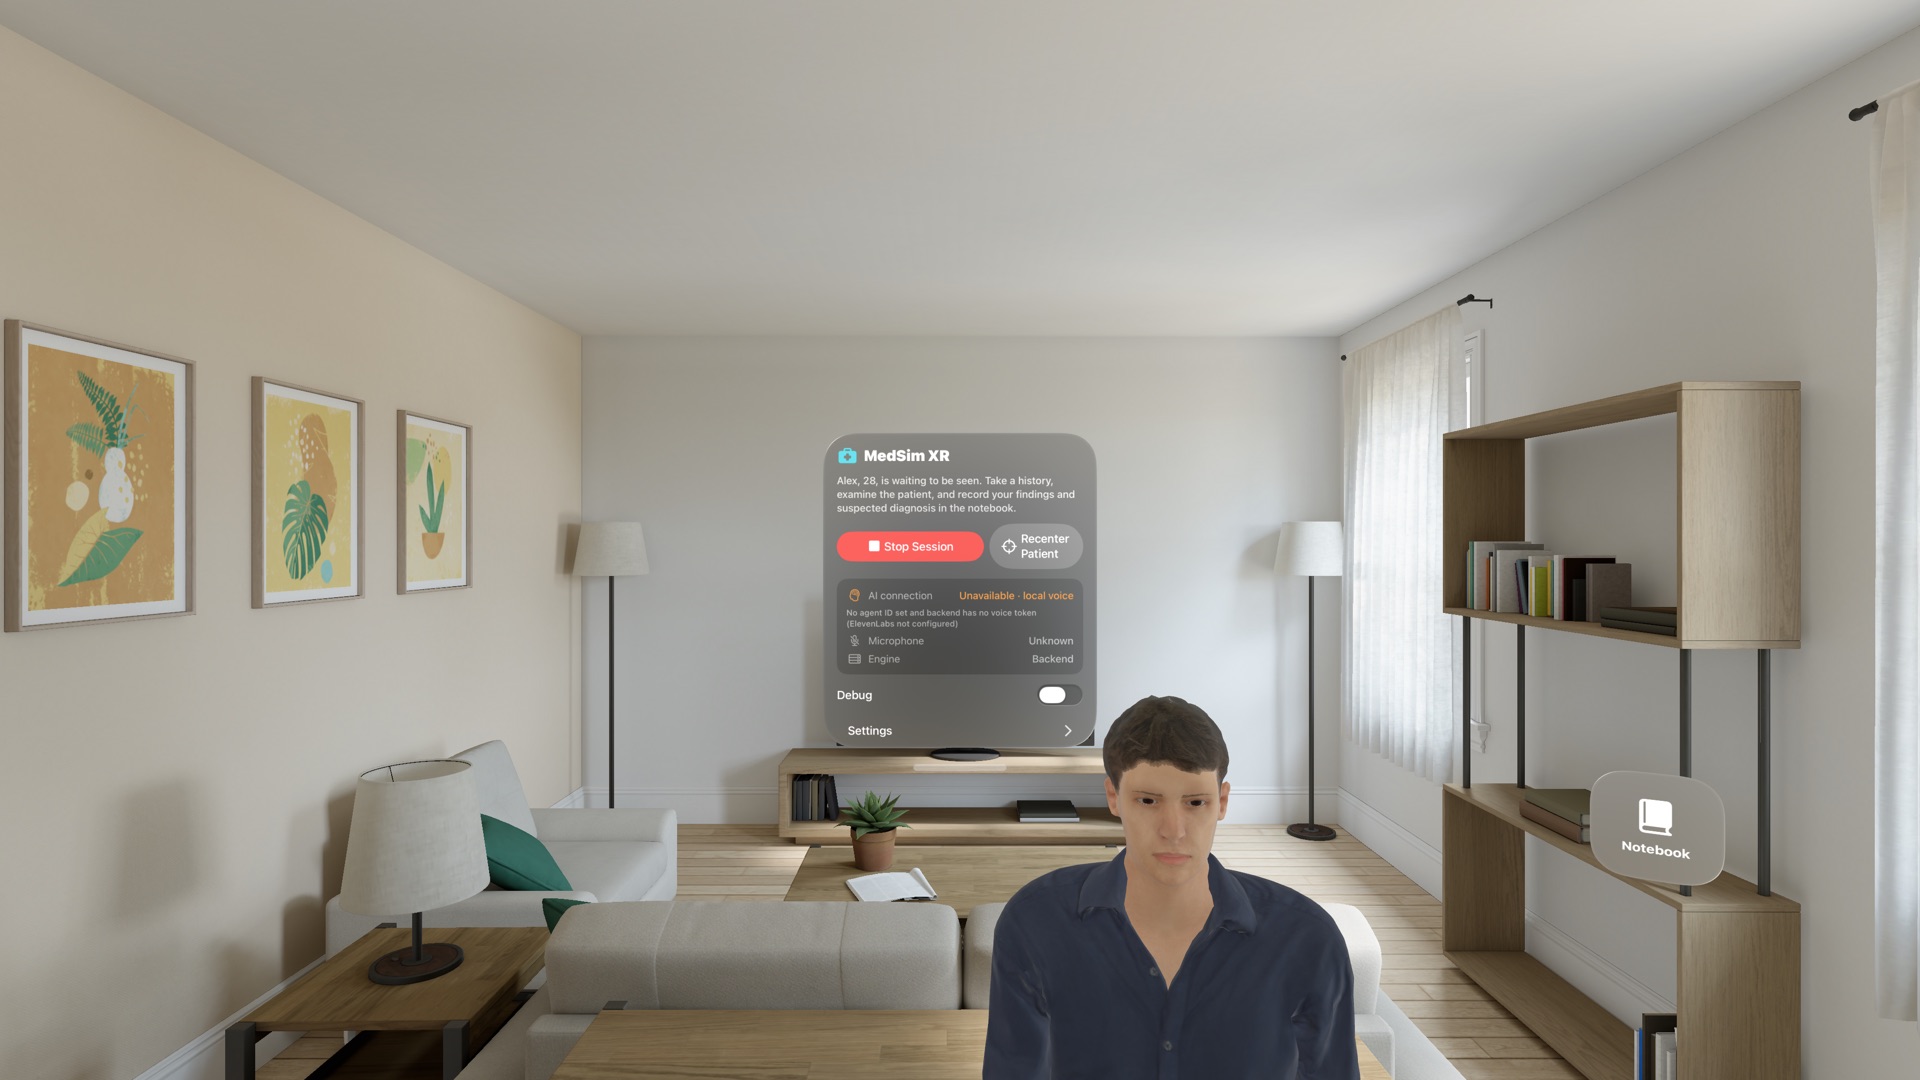 MedSim XR
Alex, 28, is waiting to be seen. Take a history,
examine the patient, and record your findings and
suspected diagnosis in the notebook.
Stop Session
Recenter
Patient
AI connection Unavailable · local voice
No agent ID set and backend has no voice token
(ElevenLabs not configured)
Microphone Unknown
Engine Backend
Debug
Settings
Notebook